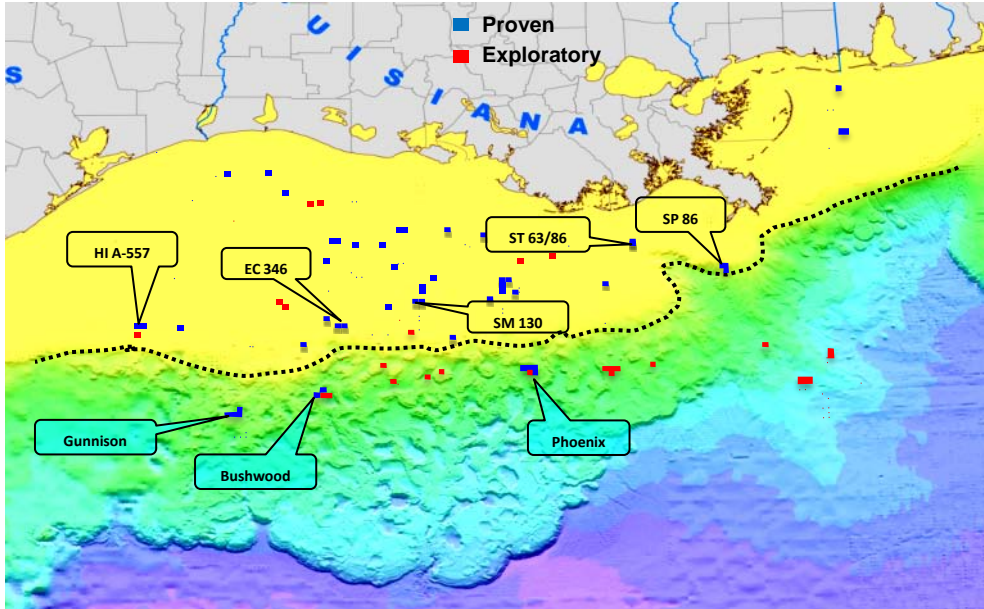 Proven
Exploratory
S
U
I
S
I
A
N
A
HI A-557
EC 346
ST 63/86
SP 86
SM 130
Gunnison
Bushwood
Phoenix